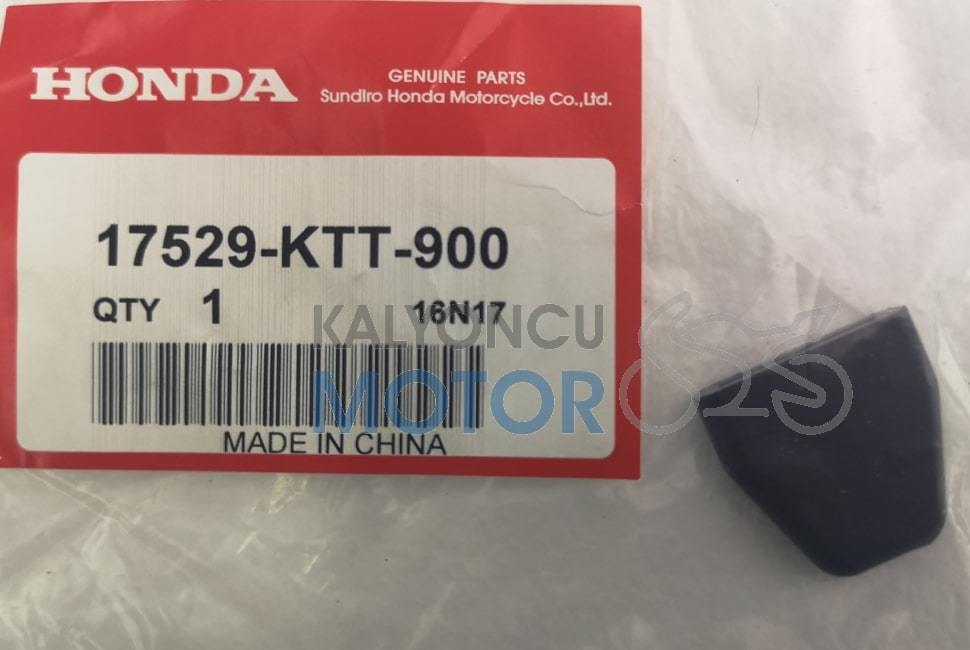 HONDA
GENUINE PARTS
Sundiro Honda Motorcycle Co.,Ltd.
17529-KTT-900
QTY 1 16N17
KALYONCU
MOTOR
MADE IN CHINA